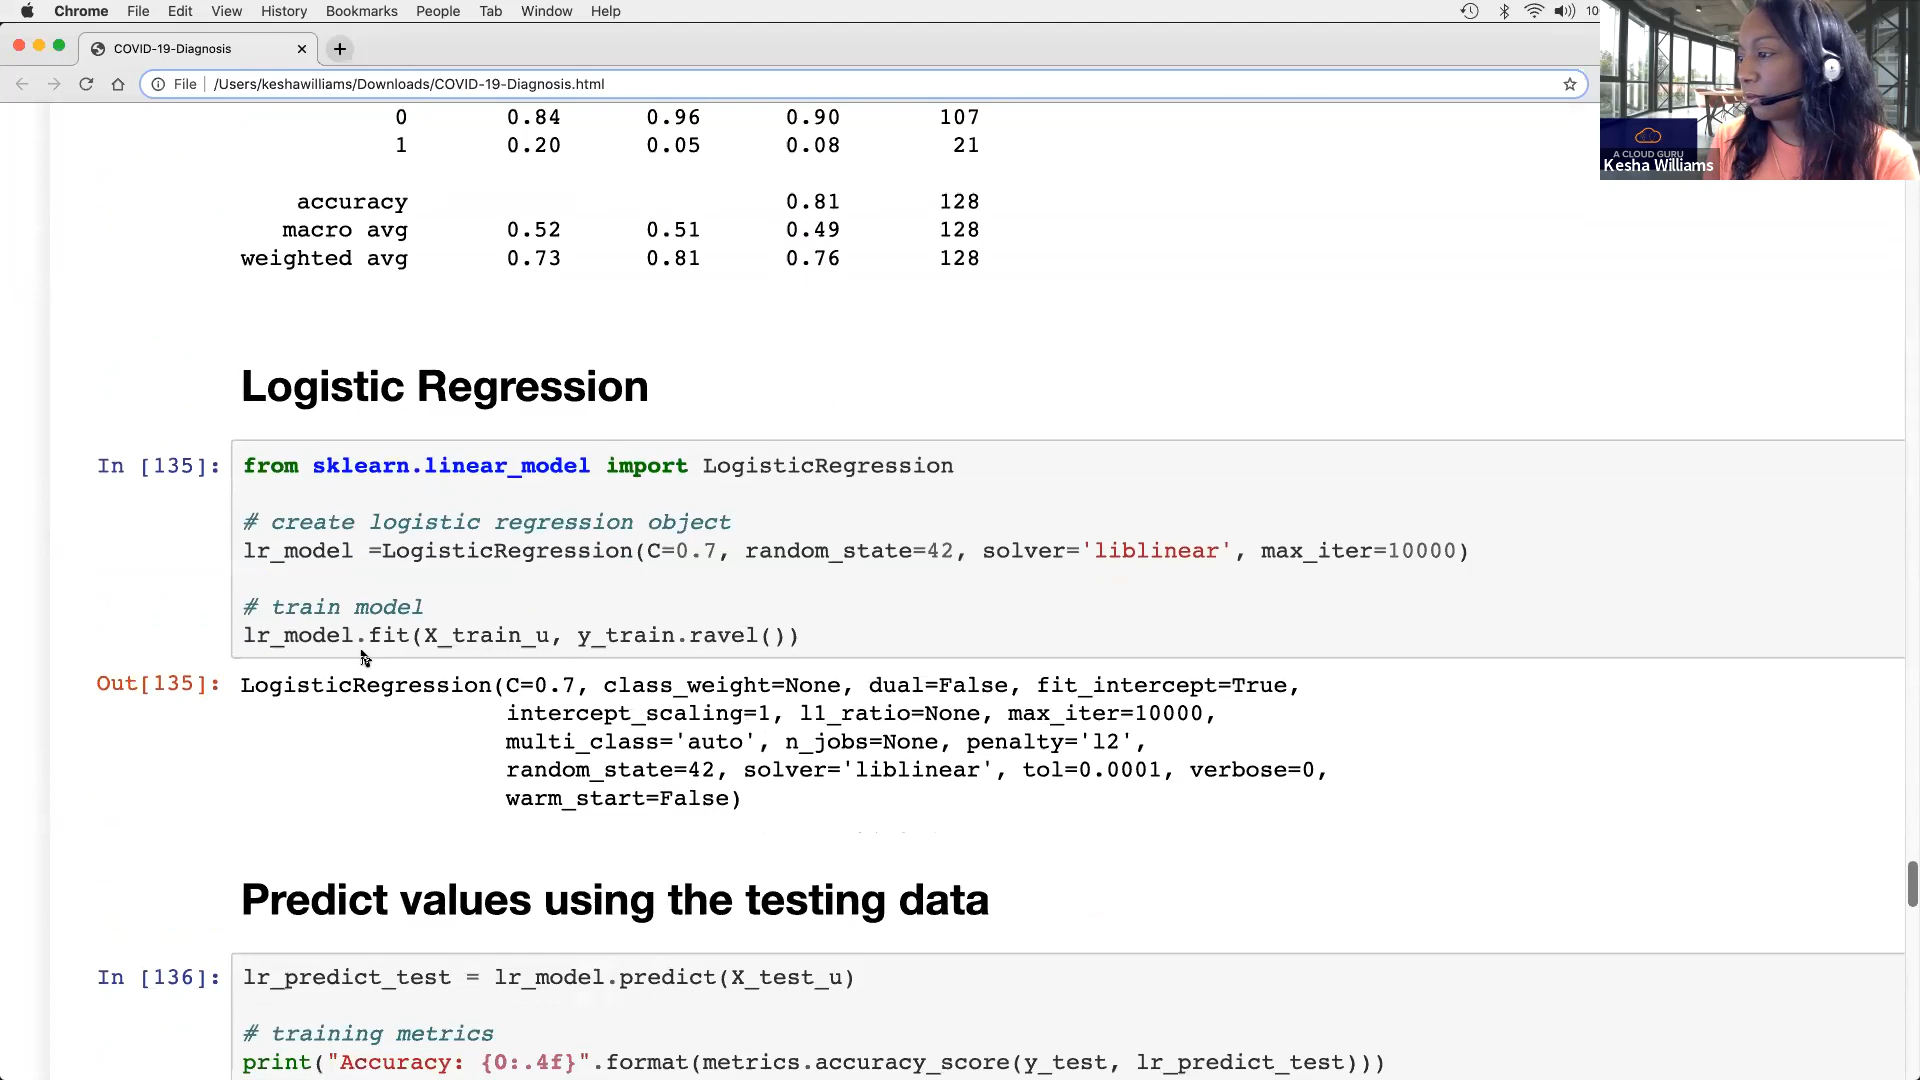 Chrome File Edit View History Bookmarks People Tab Window Help 10
COVID-19-Diagnosis
File /Users/keshawilliams/Downloads/COVID-19-Diagnosis.html
A CLOUD GURU
Kesha Williams
0 0.84 0.96 0.90 107
1 0.20 0.05 0.08 21
accuracy 0.81 128
macro avg 0.52 0.51 0.49 128
weighted avg 0.73 0.81 0.76 128
Logistic Regression
In [135]: from sklearn.linear_model import LogisticRegression
# create logistic regression object
lr_model =LogisticRegression(C=0.7, random_state=42, solver='liblinear', max_iter=10000)
# train model
lr_model.fit(X_train_u, y_train.ravel())
Out[135]: LogisticRegression(C=0.7, class_weight=None, dual=False, fit_intercept=True,
intercept_scaling=1, l1_ratio=None, max_iter=10000,
multi_class='auto', n_jobs=None, penalty='l2',
random_state=42, solver='liblinear', tol=0.0001, verbose=0,
warm_start=False)
Predict values using the testing data
In [136]: lr_predict_test = lr_model.predict(X_test_u)
# training metrics
print("Accuracy: {0:.4f}".format(metrics.accuracy_score(y_test, lr_predict_test)))